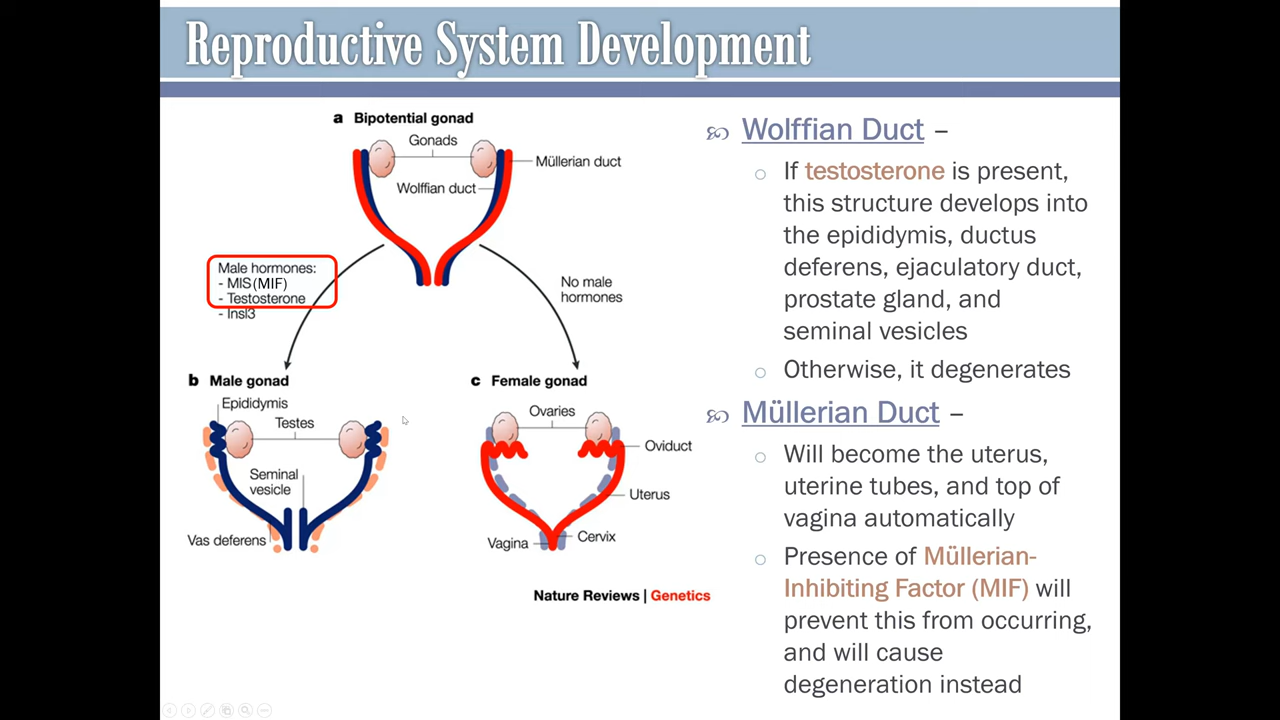 Reproductive System Development
a Bipotential gonad
Gonads
Müllerian duct
Wolffian duct
Male hormones:
- MIS(MIF)
- Testosterone
- Insl3
No male
hormones
b Male gonad
Epididymis
Testes
Seminal
vesicle
Vas deferens
c Female gonad
Ovaries
Oviduct
Uterus
Cervix
Vagina
Nature Reviews | Genetics
Wolffian Duct –
If testosterone is present,
this structure develops into
the epididymis, ductus
deferens, ejaculatory duct,
prostate gland, and
seminal vesicles
Otherwise, it degenerates
Müllerian Duct –
Will become the uterus,
uterine tubes, and top of
vagina automatically
Presence of Müllerian-
Inhibiting Factor (MIF) will
prevent this from occurring,
and will cause
degeneration instead